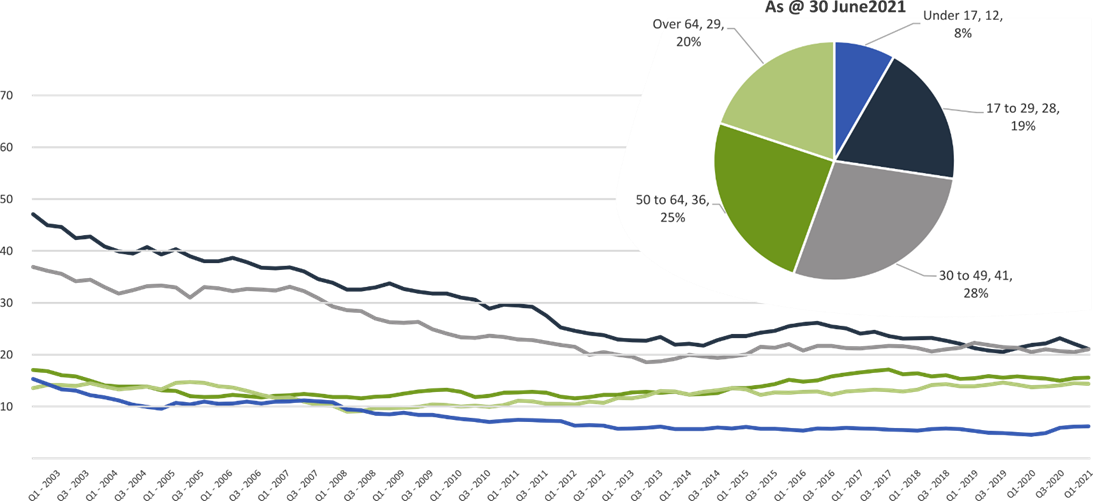 As @ 30 June2021
Under 17, 12,
8%
Over 64, 29,
20%
17 to 29, 28,
19%
50 to 64, 36,
25%
30 to 49, 41,
28%
70
60
50
40
30
20
10
Q1 - 2003
Q3 - 2003
Q1 - 2004
Q3 - 2004
Q1 - 2005
Q3 - 2005
Q1 - 2006
Q3 - 2006
Q1 - 2007
Q3 - 2007
Q1 - 2008
Q3 - 2008
Q1 - 2009
Q3 - 2009
Q1 - 2010
Q3 - 2010
Q1 - 2011
Q3 - 2011
Q1 - 2012
Q3 - 2012
Q1 - 2013
Q3 - 2013
Q1 - 2014
Q3 - 2014
Q1 - 2015
Q3 - 2015
Q1 - 2016
Q3 - 2016
Q1 - 2017
Q3 - 2017
Q1 - 2018
Q3 - 2018
Q1 - 2019
Q3 - 2019
Q1 - 2020
Q3 - 2020
Q1 - 2021